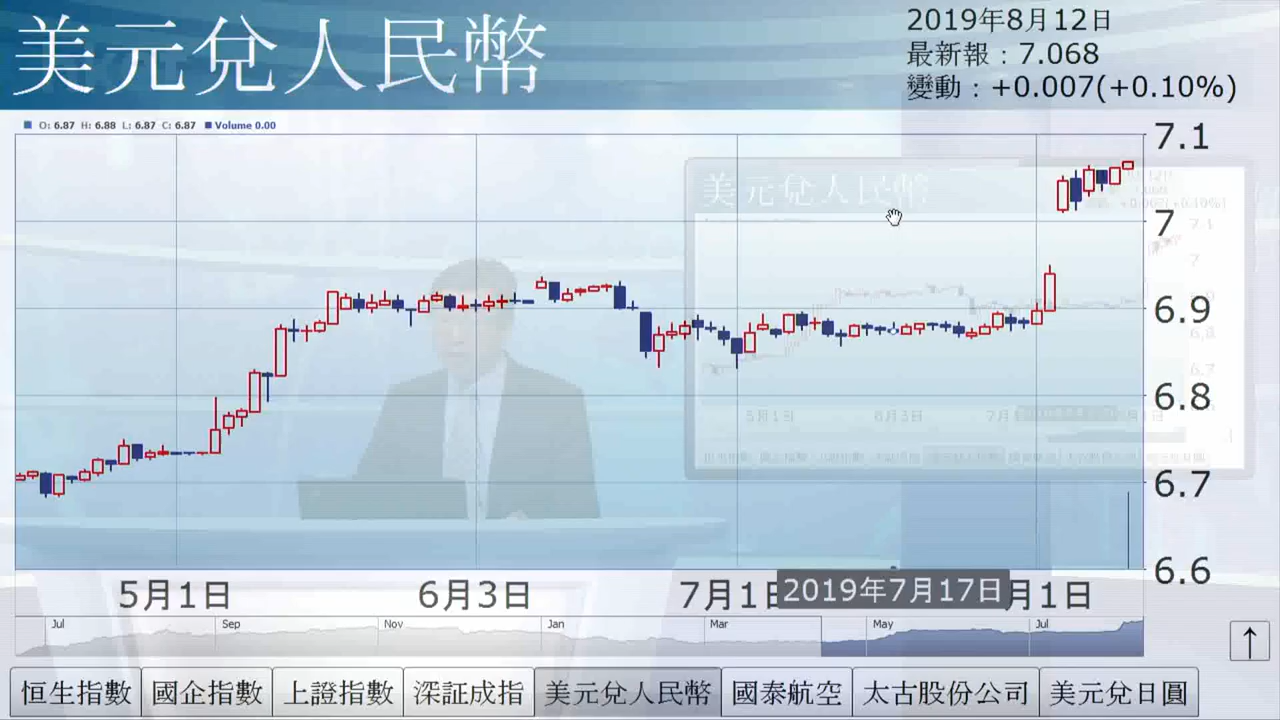 美元兌人民幣
2019年8月12日
最新報：7.068
變動：+0.007(+0.10%)
O: 6.87 H: 6.88 L: 6.87 C: 6.87 Volume 0.00
7.1
7
6.9
6.8
6.7
6.6
美元兌人民幣
5月1日 6月3日 7月1日 2019年7月17日 月1日
Jul Sep Nov Jan Mar May Jul
↑
恒生指數 國企指數 上證指數 深証成指 美元兌人民幣 國泰航空 太古股份公司 美元兌日圓